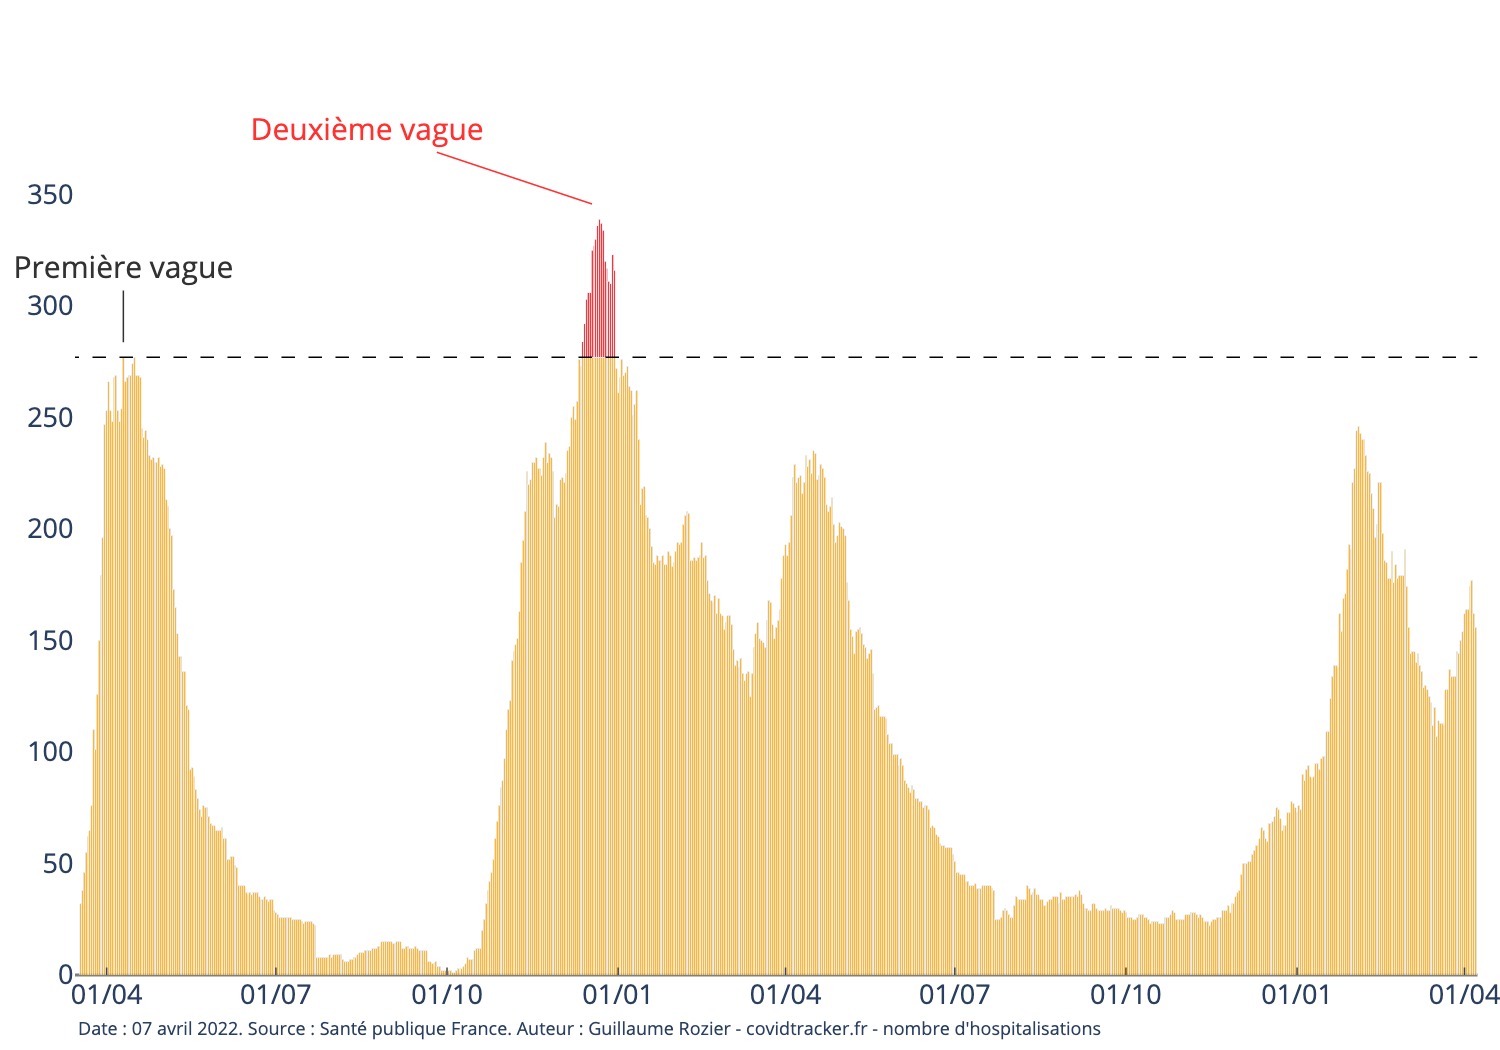 Deuxième vague
350
Première vague
300
250
200
150
100
50
0
01/04 01/07 01/10 01/01 01/04 01/07 01/10 01/01 01/04
Date : 07 avril 2022. Source : Santé publique France. Auteur : Guillaume Rozier - covidtracker.fr - nombre d'hospitalisations